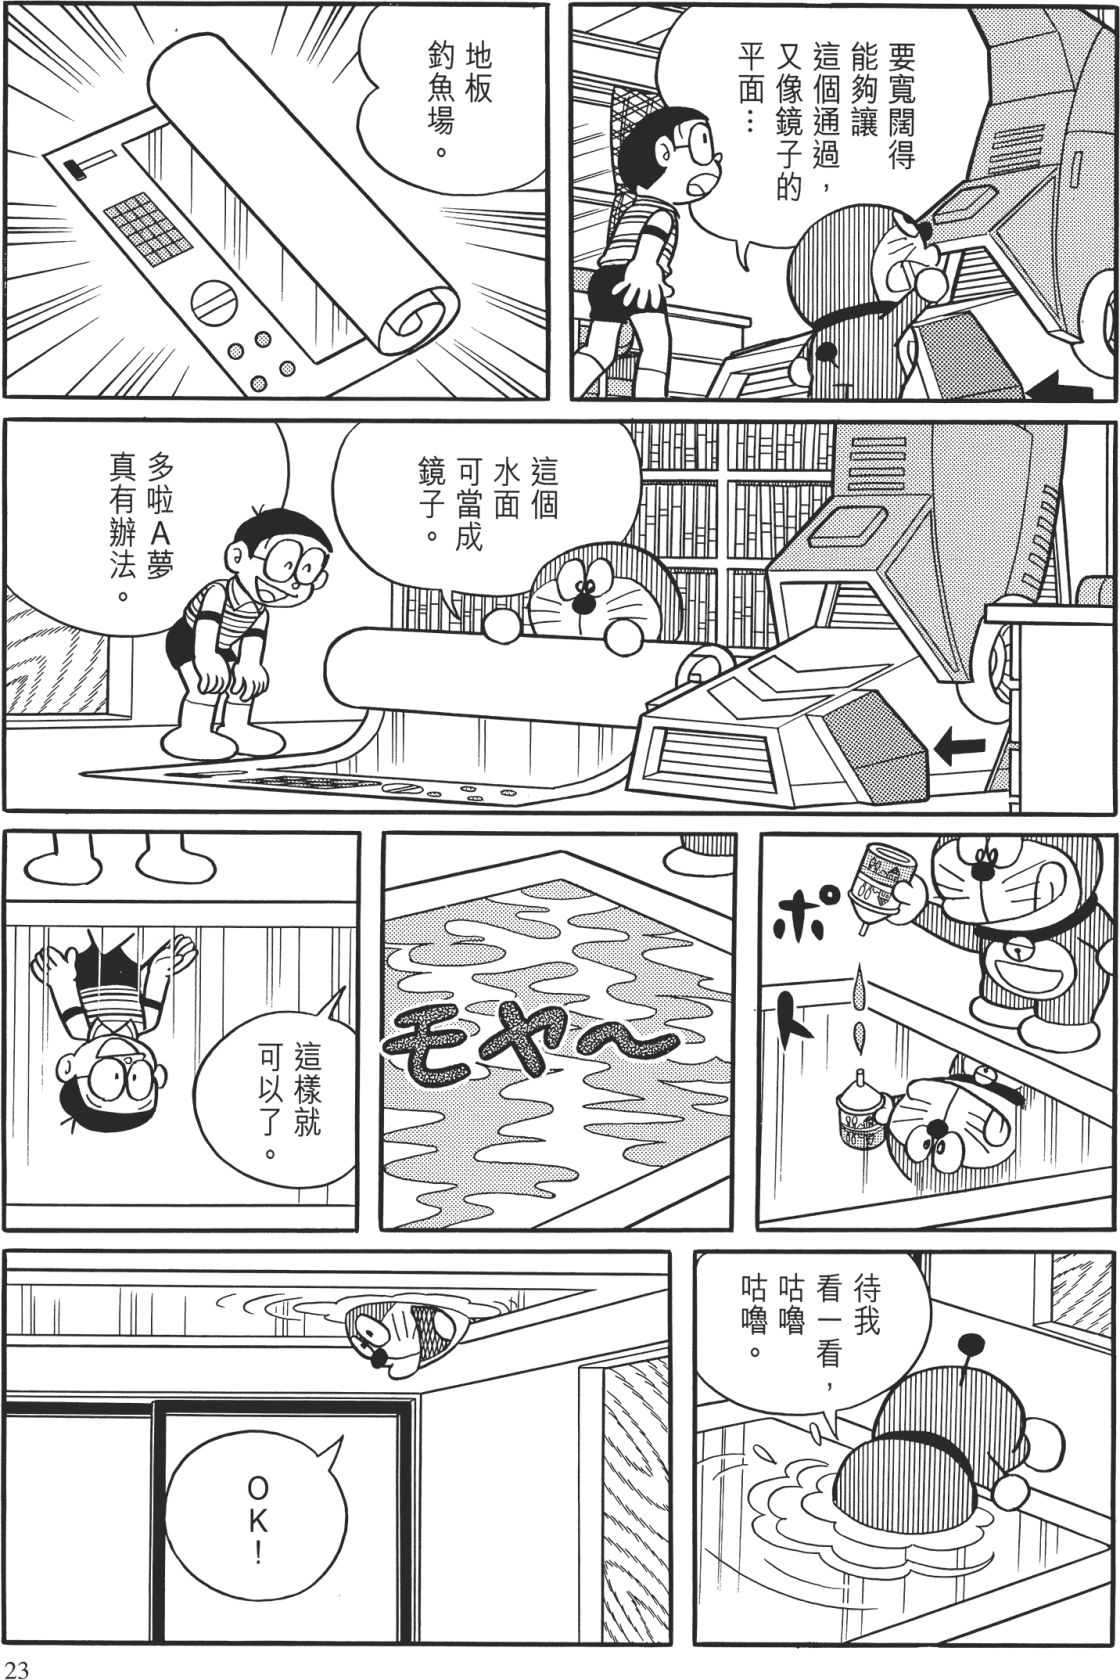 要寬闊得
能夠讓
這個通過，
又像鏡子的
平面…
地板
釣魚場。
這個
水面
可當成
鏡子。
多啦A夢
真有辦法。
ポト
モヤ～
這樣就
可以了。
待我
看一看，
咕嚕
咕嚕。
OK!
23